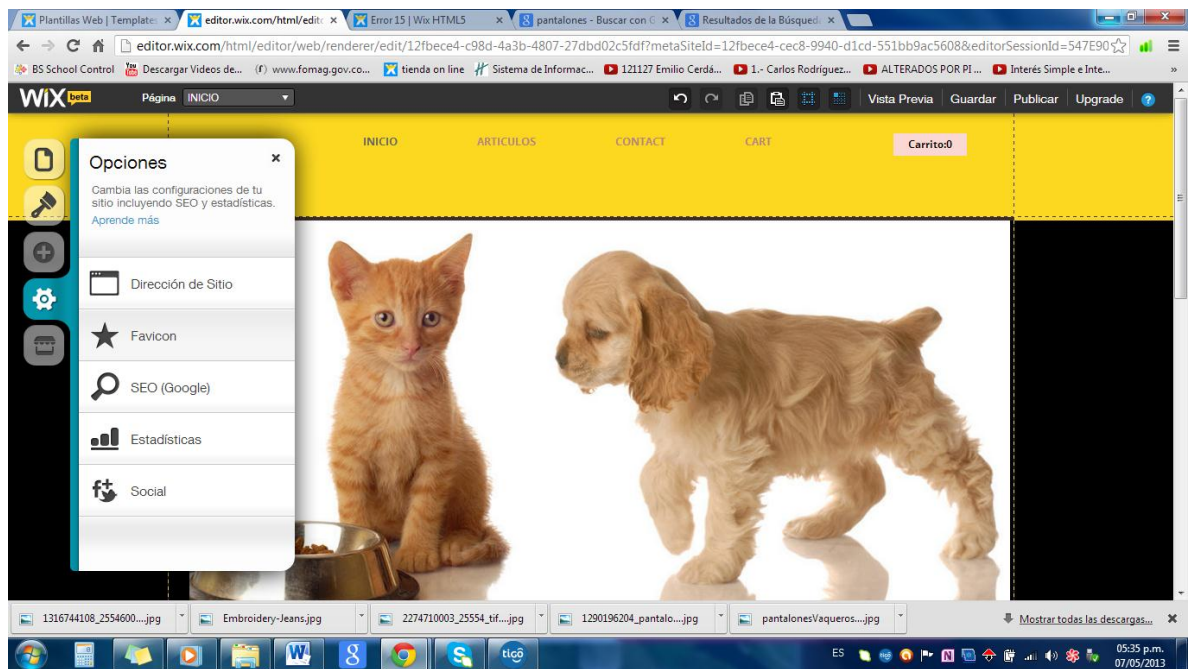 Plantillas Web | Templates
editor.wix.com/html/edito
Error 15 | Wix HTML5
pantalones - Buscar con G
Resultados de la Búsqued
editor.wix.com/html/editor/web/renderer/edit/12fbece4-c98d-4a3b-4807-27dbd02c5fdf?metaSiteId=12fbece4-cec8-9940-d1cd-551bb9ac5608&editorSessionId=547E90
BS School Control
Descargar Videos de...
www.fomag.gov.co...
tienda on line
Sistema de Informac...
121127 Emilio Cerdá...
1.- Carlos Rodríguez...
ALTERADOS POR PI ...
Interés Simple e Inte...
»
WiX beta
Página INICIO
Vista Previa Guardar Publicar Upgrade ?
INICIO ARTICULOS CONTACT CART Carrito:0
Opciones
Cambia las configuraciones de tu
sitio incluyendo SEO y estadísticas.
Aprende más
Dirección de Sitio
Favicon
SEO (Google)
Estadísticas
Social
1316744108_2554600....jpg
Embroidery-Jeans.jpg
2274710003_25554_tif....jpg
1290196204_pantalo....jpg
pantalonesVaqueros....jpg
Mostrar todas las descargas...
tigo
ES
05:35 p.m.
07/05/2013